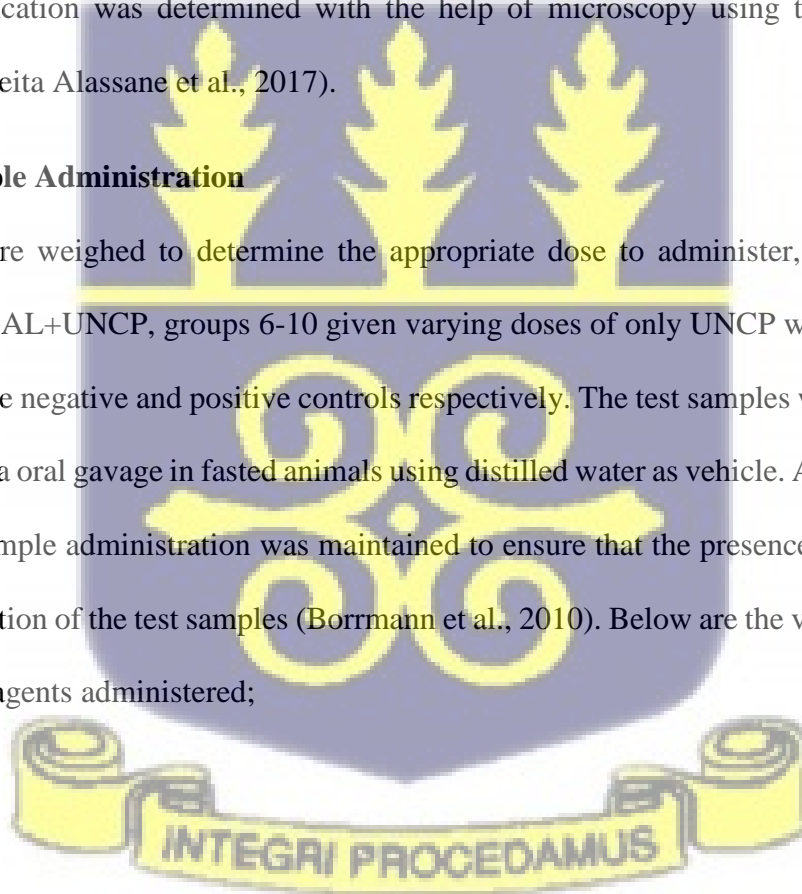 cation was determined with the help of microscopy using t
eita Alassane et al., 2017).
ple Administration
re weighed to determine the appropriate dose to administer,
AL+UNCP, groups 6-10 given varying doses of only UNCP w
e negative and positive controls respectively. The test samples
a oral gavage in fasted animals using distilled water as vehicle. A
mple administration was maintained to ensure that the presence
tion of the test samples (Borrmann et al., 2010). Below are the v
agents administered;
INTEGRI PROCEDAMUS